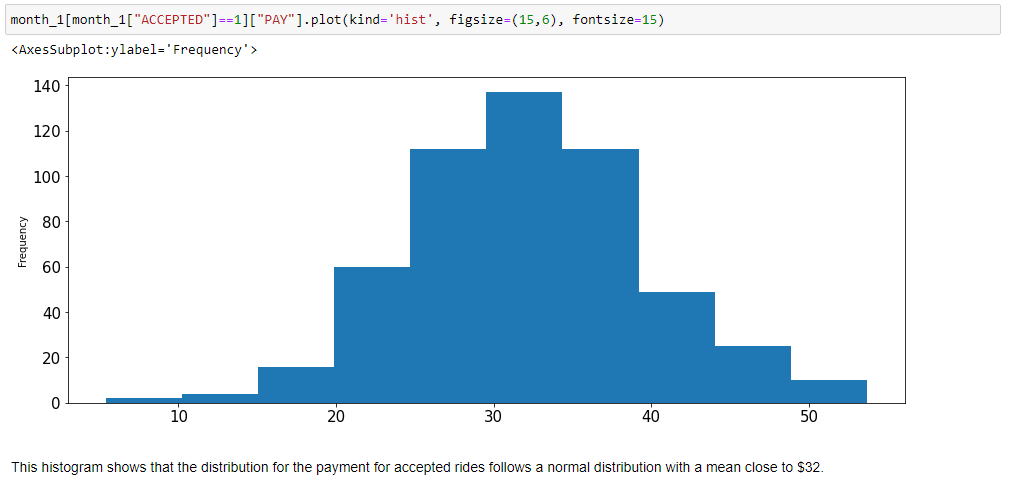 month_1[month_1["ACCEPTED"]==1]["PAY"].plot(kind='hist', figsize=(15,6), fontsize=15)
<AxesSubplot:ylabel='Frequency'>
140
120
100
80
60
40
20
0
Frequency
10 20 30 40 50
This histogram shows that the distribution for the payment for accepted rides follows a normal distribution with a mean close to $32.